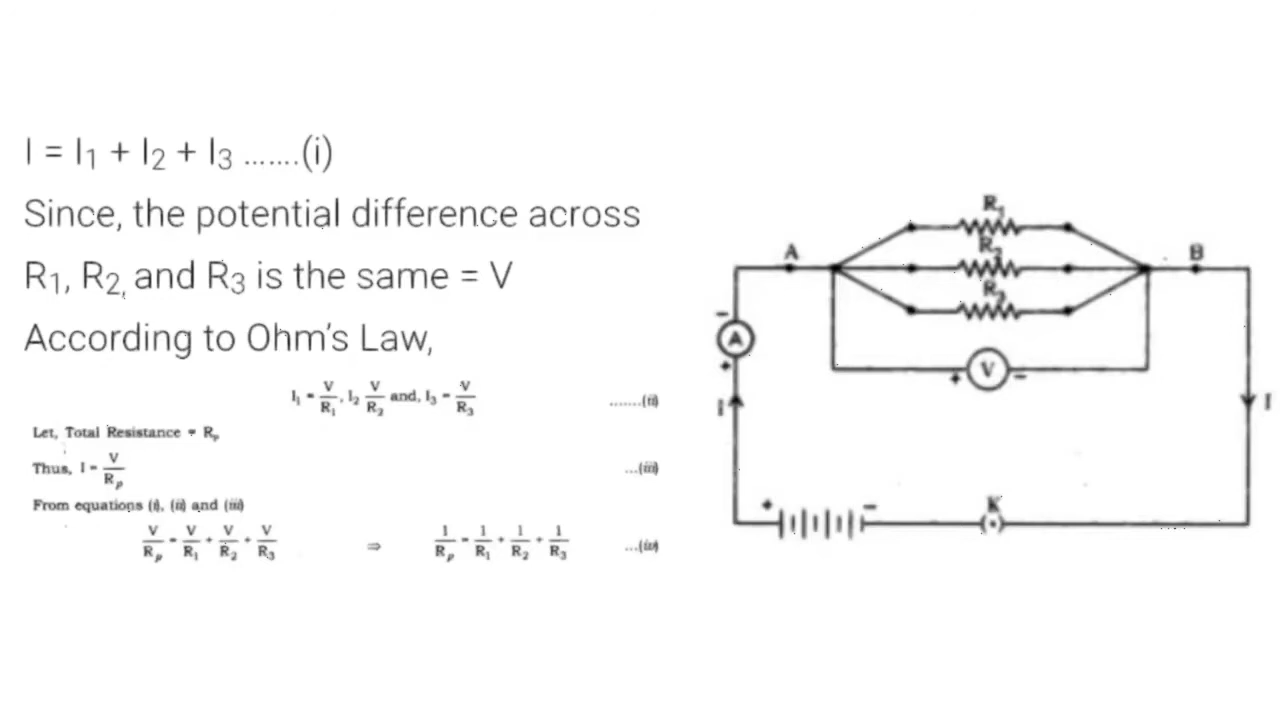 I = I₁ + I₂ + I₃ .......(i)
Since, the potential difference across
R₁, R₂, and R₃ is the same = V
According to Ohm's Law,
I₁ = V/R₁, I₂ V/R₂ and, I₃ = V/R₃ .......(ii)
Let, Total Resistance = Rₚ
Thus, I = V/Rₚ ...(iii)
From equations (i), (ii) and (iii)
V/Rₚ = V/R₁ + V/R₂ + V/R₃ ⇒ 1/Rₚ = 1/R₁ + 1/R₂ + 1/R₃ ...(iv)
R₁
R₂
A B
- A +
+ V -
I I
+ -
K